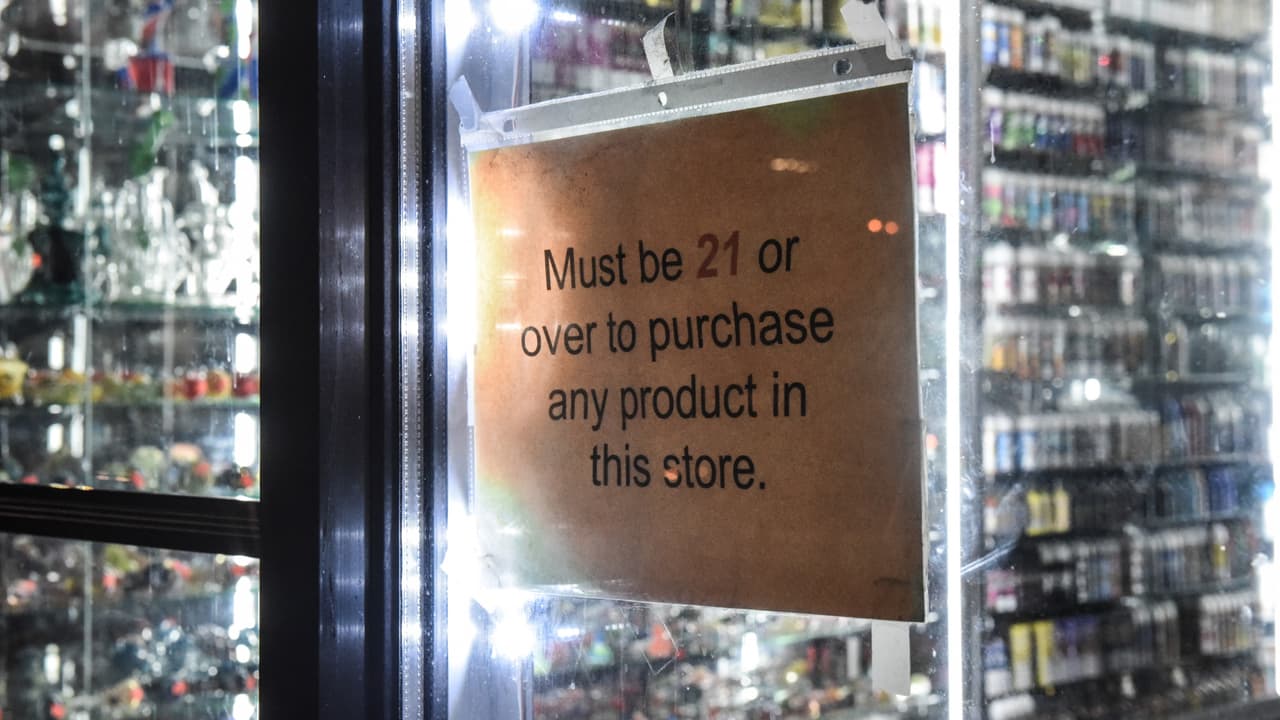 Must be 21 or
over to purchase
any product in
this store.